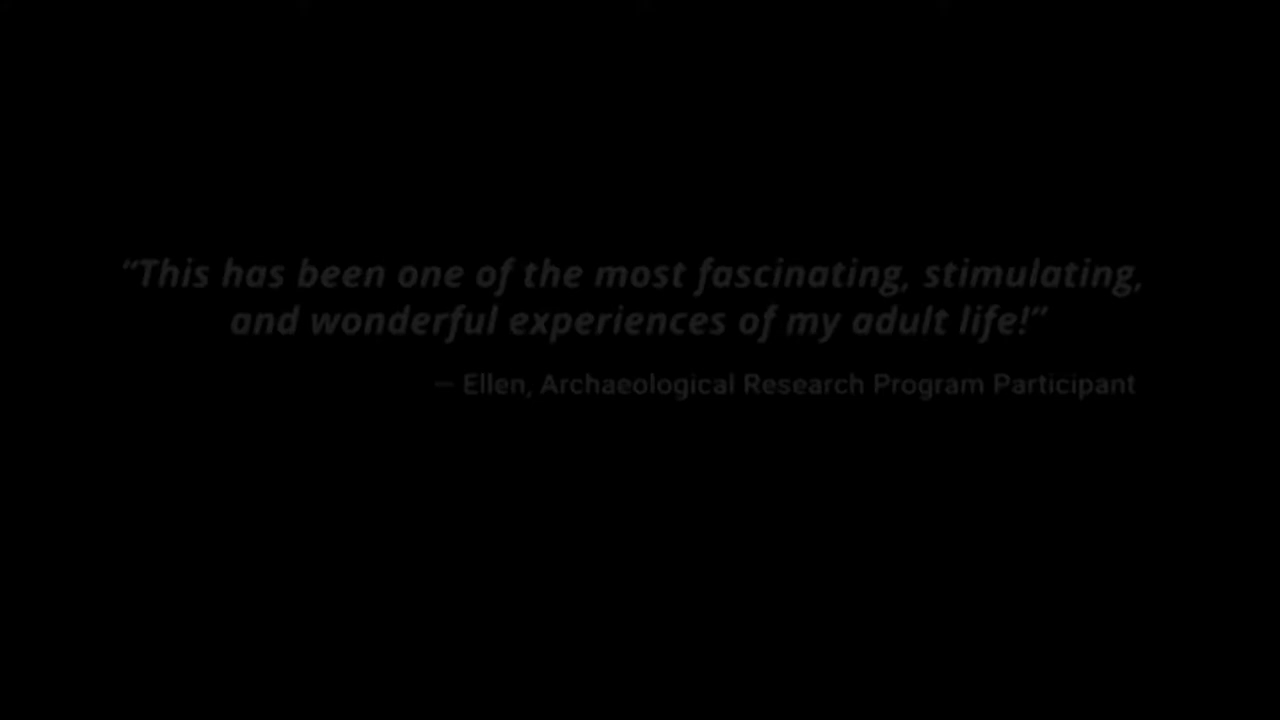 “This has been one of the most fascinating, stimulating,
and wonderful experiences of my adult life!”
— Ellen, Archaeological Research Program Participant